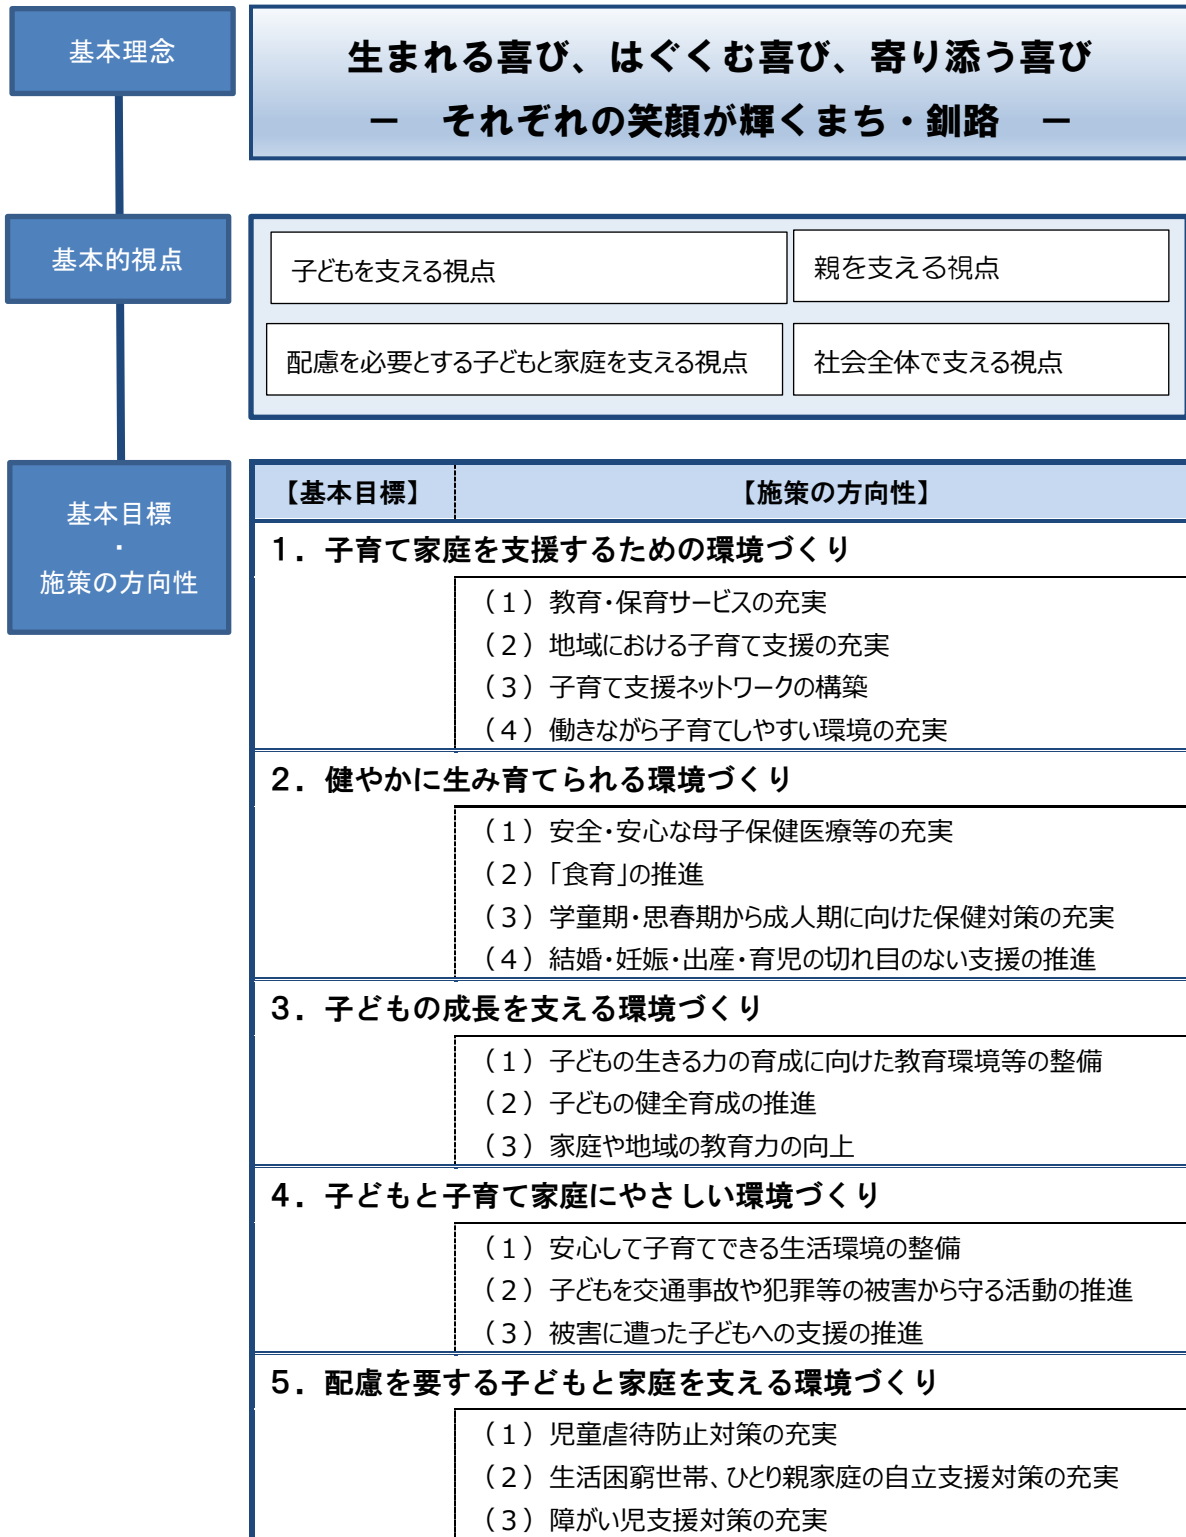 基本理念
生まれる喜び、はぐくむ喜び、寄り添う喜び
－　それぞれの笑顔が輝くまち・釧路　－
基本的視点
子どもを支える視点
親を支える視点
配慮を必要とする子どもと家庭を支える視点
社会全体で支える視点
基本目標
・
施策の方向性
【基本目標】
【施策の方向性】
１．子育て家庭を支援するための環境づくり
（１）教育・保育サービスの充実
（２）地域における子育て支援の充実
（３）子育て支援ネットワークの構築
（４）働きながら子育てしやすい環境の充実
２．健やかに生み育てられる環境づくり
（１）安全・安心な母子保健医療等の充実
（２）「食育」の推進
（３）学童期・思春期から成人期に向けた保健対策の充実
（４）結婚・妊娠・出産・育児の切れ目のない支援の推進
３．子どもの成長を支える環境づくり
（１）子どもの生きる力の育成に向けた教育環境等の整備
（２）子どもの健全育成の推進
（３）家庭や地域の教育力の向上
４．子どもと子育て家庭にやさしい環境づくり
（１）安心して子育てできる生活環境の整備
（２）子どもを交通事故や犯罪等の被害から守る活動の推進
（３）被害に遭った子どもへの支援の推進
５．配慮を要する子どもと家庭を支える環境づくり
（１）児童虐待防止対策の充実
（２）生活困窮世帯、ひとり親家庭の自立支援対策の充実
（３）障がい児支援対策の充実